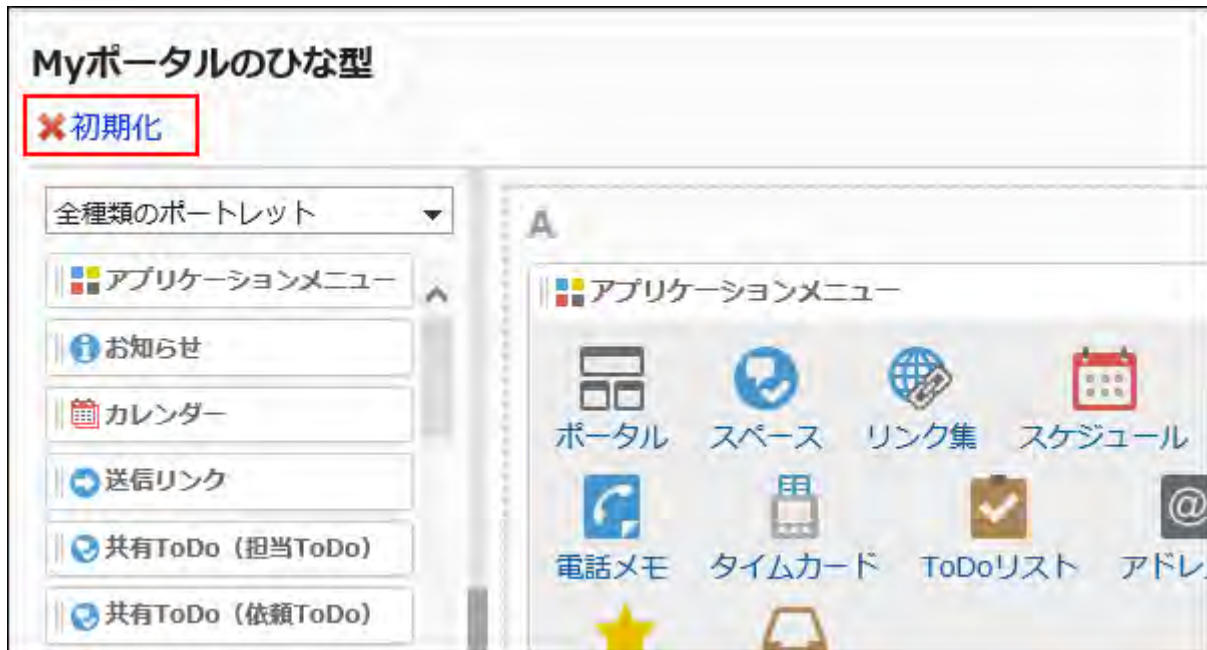 Myポータルのひな型
初期化
全種類のポートレット
アプリケーションメニュー
お知らせ
カレンダー
送信リンク
共有ToDo（担当ToDo）
共有ToDo（依頼ToDo）
A
アプリケーションメニュー
ポータル スペース リンク集 スケジュール
@
電話メモ タイムカード ToDoリスト アドレ